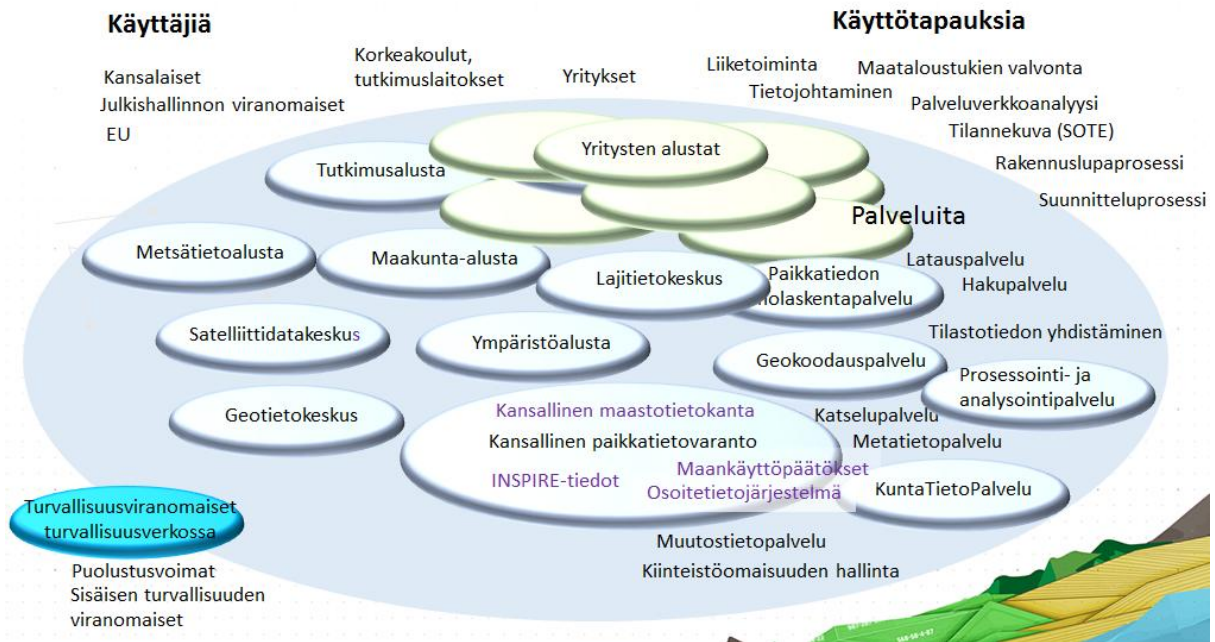 Käyttäjiä
Käyttötapauksia
Kansalaiset
Julkishallinnon viranomaiset
EU
Korkeakoulut,
tutkimuslaitokset
Yritykset
Liiketoiminta
Tietojohtaminen
Maataloustukien valvonta
Palveluverkkoanalyysi
Tilannekuva (SOTE)
Rakennuslupaprosessi
Suunnitteluprosessi
Yritysten alustat
Tutkimusalusta
Palveluita
Metsätietoalusta
Maakunta-alusta
Lajitietokeskus
Paikkatiedon
olaskentapalvelu
Latauspalvelu
Hakupalvelu
Satelliittidatakeskus
Ympäristöalusta
Tilastotiedon yhdistäminen
Geokoodauspalvelu
Prosessointi- ja
analysointipalvelu
Geotietokeskus
Kansallinen maastotietokanta
Kansallinen paikkatietovaranto
INSPIRE-tiedot
Maankäyttöpäätökset
Osoitetietojärjestelmä
Katselupalvelu
Metatietopalvelu
KuntaTietoPalvelu
Turvallisuusviranomaiset
turvallisuusverkossa
Muutostietopalvelu
Kiinteistöomaisuuden hallinta
Puolustusvoimat
Sisäisen turvallisuuden
viranomaiset